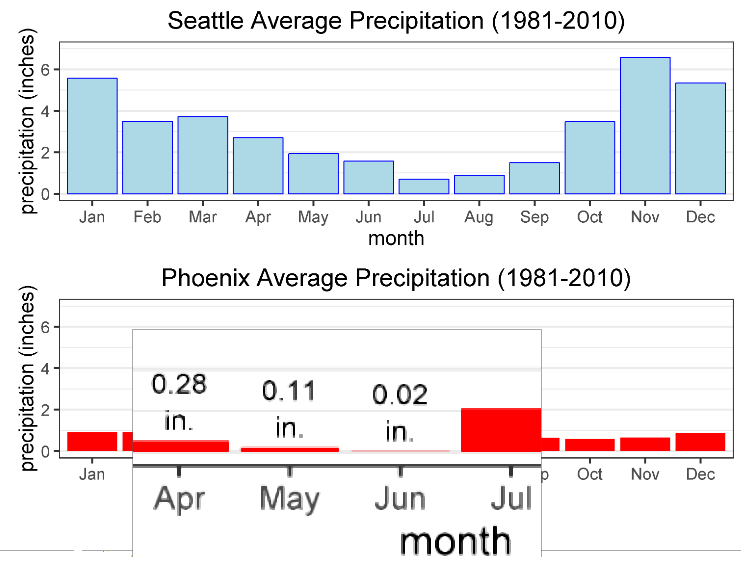 Seattle Average Precipitation (1981-2010)
precipitation (inches)
6
4
2
0
Jan Feb Mar Apr May Jun Jul Aug Sep Oct Nov Dec
month
Phoenix Average Precipitation (1981-2010)
precipitation (inches)
6
4
2
0
0.28 in.
0.11 in.
0.02 in.
Jan p Oct Nov Dec
Apr May Jun Jul
month